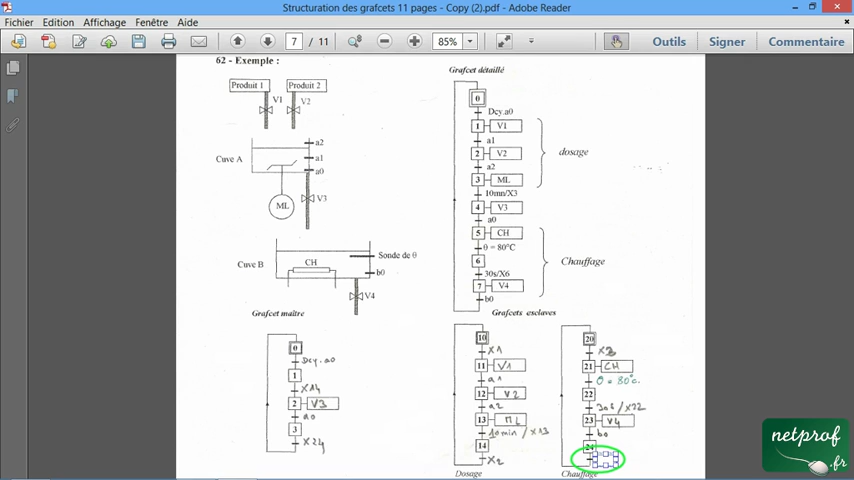 Structuration des grafcets 11 pages - Copy (2).pdf - Adobe Reader
Fichier Edition Affichage Fenêtre Aide
7 / 11 85% Outils Signer Commentaire
62 - Exemple :
Produit 1 Produit 2
V1 V2
a2
Cuve A a1
a0
ML V3
Sonde de θ
Cuve B CH
b0
V4
Grafcet détaillé
0
Dcy.a0
1 V1
a1
2 V2
a2
3 ML
10mn/X3
4 V3
a0
5 CH
θ = 80°C
6
30s/X6
7 V4
b0
dosage
Chauffage
Grafcet maître
0
Dcy.a0
1
X14
2 V3
a0
3
X24
Grafcets esclaves
10
X1
11 V1
a1
12 V2
a2
13 ML
10min / X13
14
X2
Dosage
20
X3
21 CH
θ = 80°c.
22
30s / X22
23 V4
b0
24
Chauffage
netprof
.fr